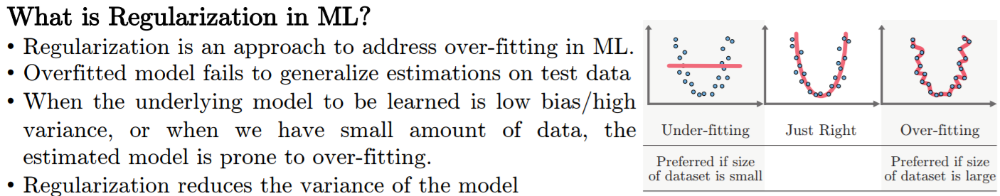 What is Regularization in ML?
• Regularization is an approach to address over-fitting in ML.
• Overfitted model fails to generalize estimations on test data
• When the underlying model to be learned is low bias/high
variance, or when we have small amount of data, the
estimated model is prone to over-fitting.
• Regularization reduces the variance of the model
Under-fitting
Just Right
Over-fitting
Preferred if size
of dataset is small
Preferred if size
of dataset is large